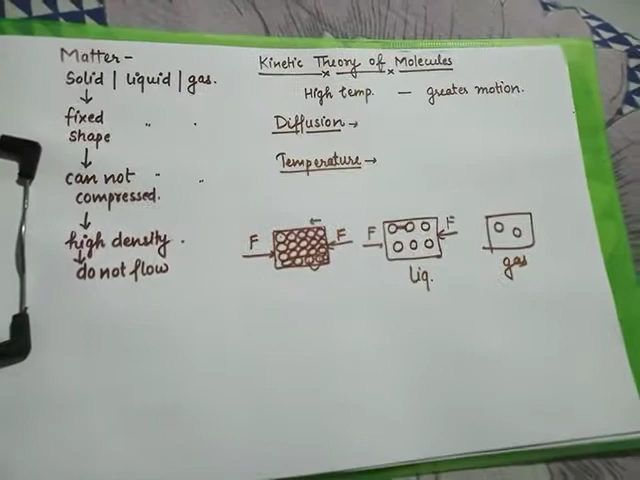 Matter-
Solid | liquid | gas.
fixed " .
shape
can not " "
compressed.
high density .
do not flow
Kinetic Theory of Molecules
High temp. — greater motion.
Diffusion→
Temperature→
F F F F
liq. gas